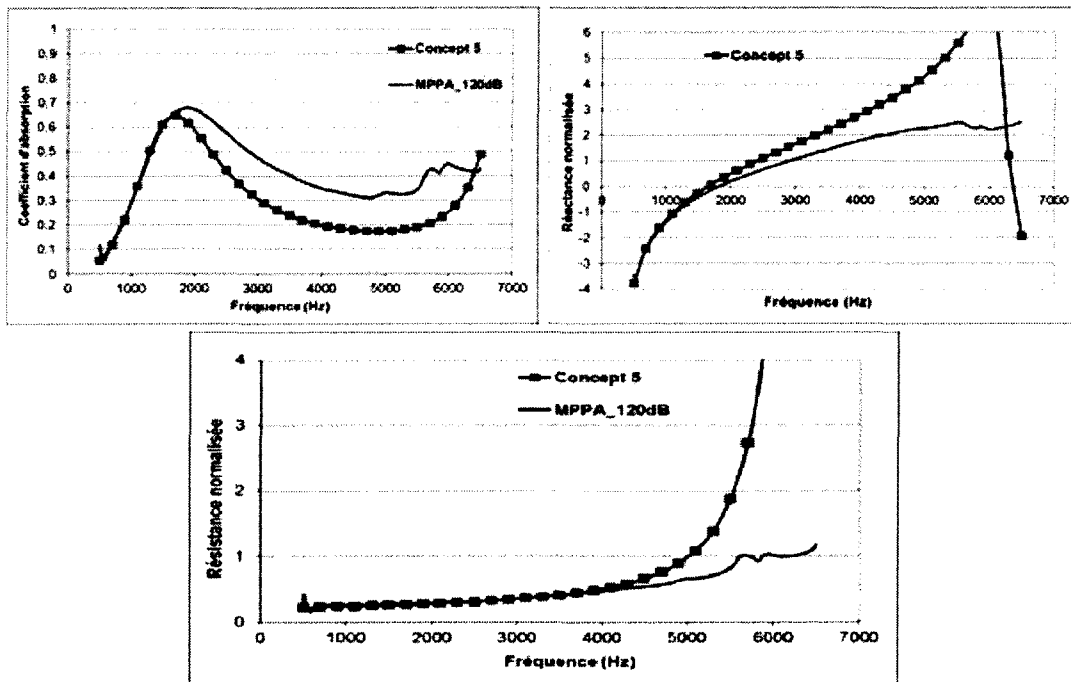 Coefficient d'absorption
1
0.9
0.8
0.7
0.6
0.5
0.4
0.3
0.2
0.1
0
Concept 5
MPPA_120dB
0 1000 2000 3000 4000 5000 6000 7000
Fréquence (Hz)
Réactance normalisée
6
5
4
3
2
1
0
-1
-2
-3
-4
Concept 5
1000 2000 3000 4000 5000 6000 7000
Fréquence (Hz)
Résistance normalisée
4
3
2
1
0
Concept 5
MPPA_120dB
0 1000 2000 3000 4000 5000 6000 7000
Fréquence (Hz)